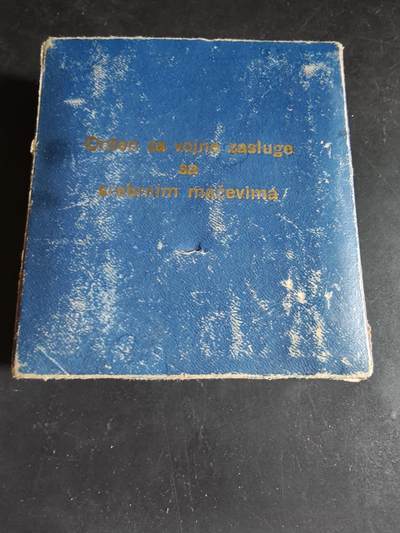 Orden za vojne zasluge
sa
srebrnim mačevima